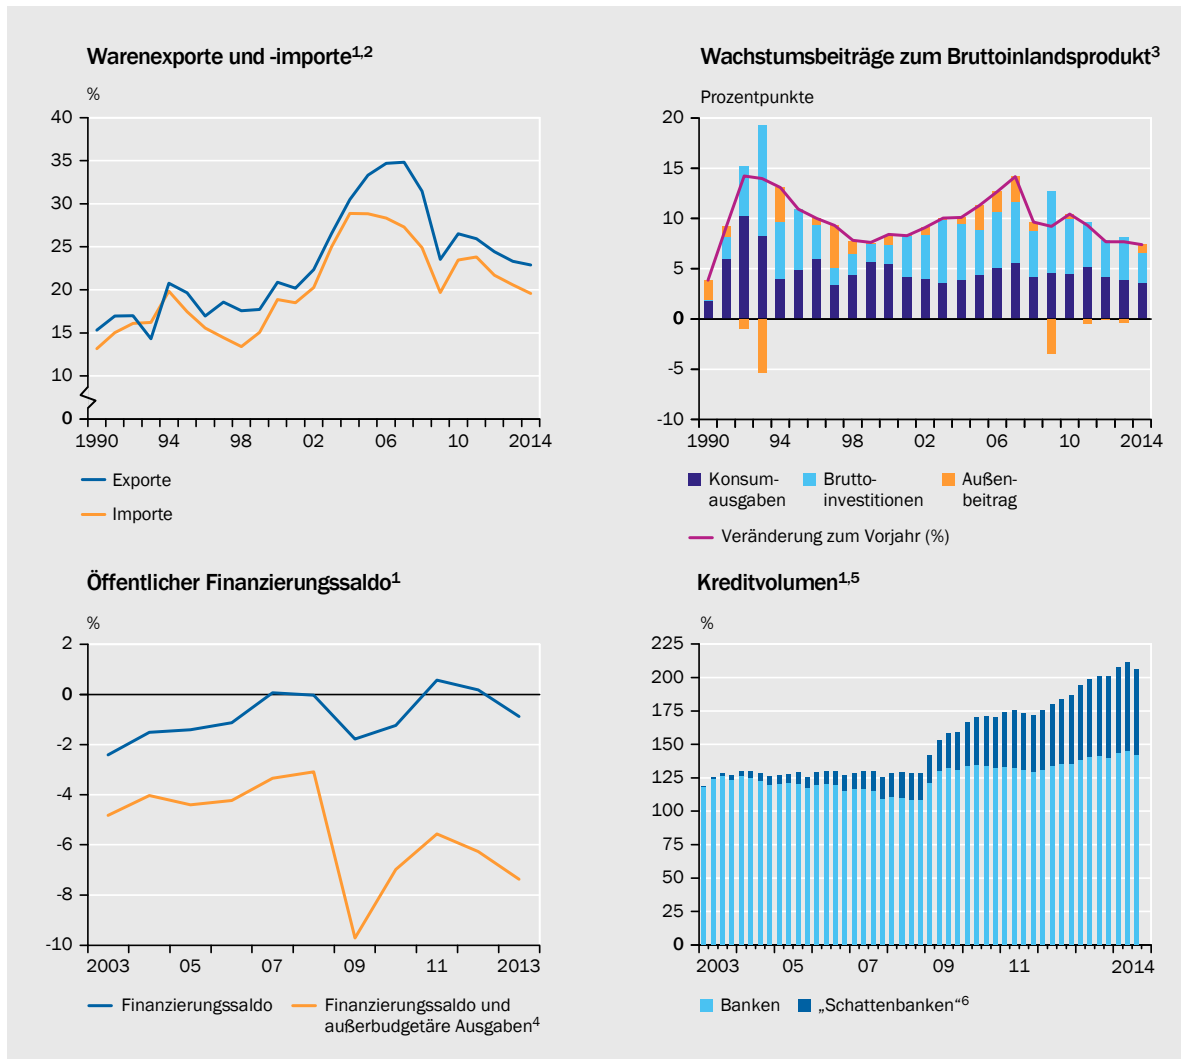 Warenexporte und -importe1,2
%
40
35
30
25
20
15
10
0
1990 94 98 02 06 10 2014
Exporte
Importe
Wachstumsbeiträge zum Bruttoinlandsprodukt3
Prozentpunkte
20
15
10
5
0
-5
-10
1990 94 98 02 06 10 2014
Konsum-
ausgaben
Brutto-
investitionen
Außen-
beitrag
Veränderung zum Vorjahr (%)
Öffentlicher Finanzierungssaldo1
%
2
0
-2
-4
-6
-8
-10
2003 05 07 09 11 2013
Finanzierungssaldo
Finanzierungssaldo und
außerbudgetäre Ausgaben4
Kreditvolumen1,5
%
225
200
175
150
125
100
75
50
25
0
2003 05 07 09 11 2014
Banken
„Schattenbanken“6